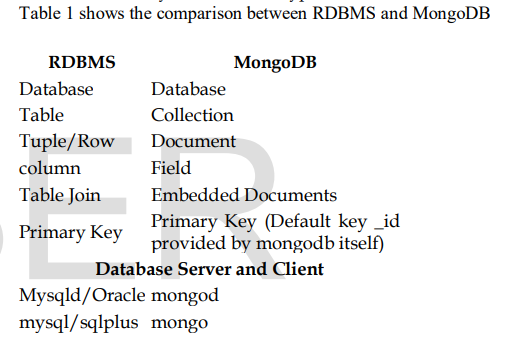 Table 1 shows the comparison between RDBMS and MongoDB
RDBMS MongoDB
Database Database
Table Collection
Tuple/Row Document
column Field
Table Join Embedded Documents
Primary Key Primary Key (Default key _id
provided by mongodb itself)
Database Server and Client
Mysqld/Oracle mongod
mysql/sqlplus mongo